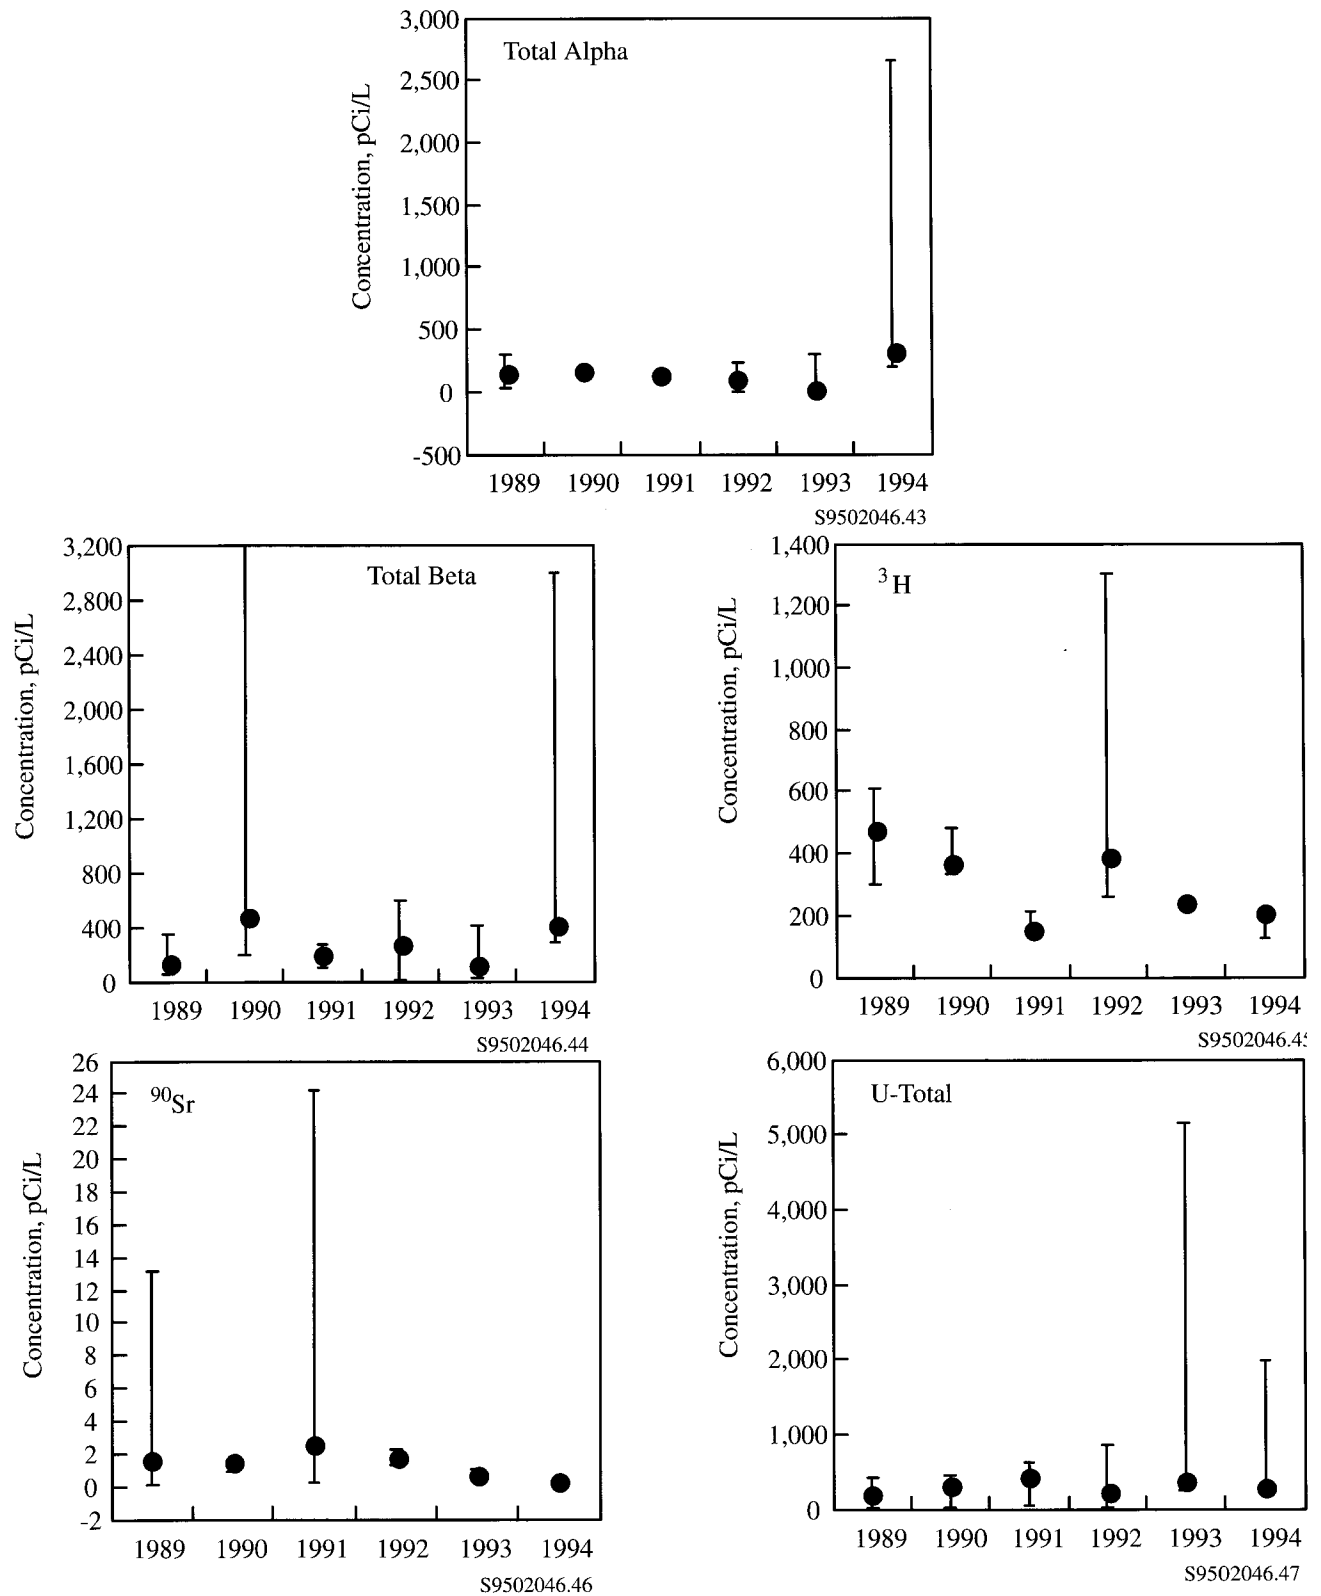 3,000
Total Alpha
2,500
2,000
1,500
1,000
500
0
-500
Concentration, pCi/L
1989 1990 1991 1992 1993 1994
S9502046.43
3,200
Total Beta
2,800
2,400
2,000
1,600
1,200
800
400
0
Concentration, pCi/L
1989 1990 1991 1992 1993 1994
S9502046.44
1,400
³H
1,200
1,000
800
600
400
200
0
Concentration, pCi/L
1989 1990 1991 1992 1993 1994
S9502046.45
26
⁹⁰Sr
24
22
20
18
16
14
12
10
8
6
4
2
0
-2
Concentration, pCi/L
1989 1990 1991 1992 1993 1994
S9502046.46
6,000
U-Total
5,000
4,000
3,000
2,000
1,000
0
Concentration, pCi/L
1989 1990 1991 1992 1993 1994
S9502046.47